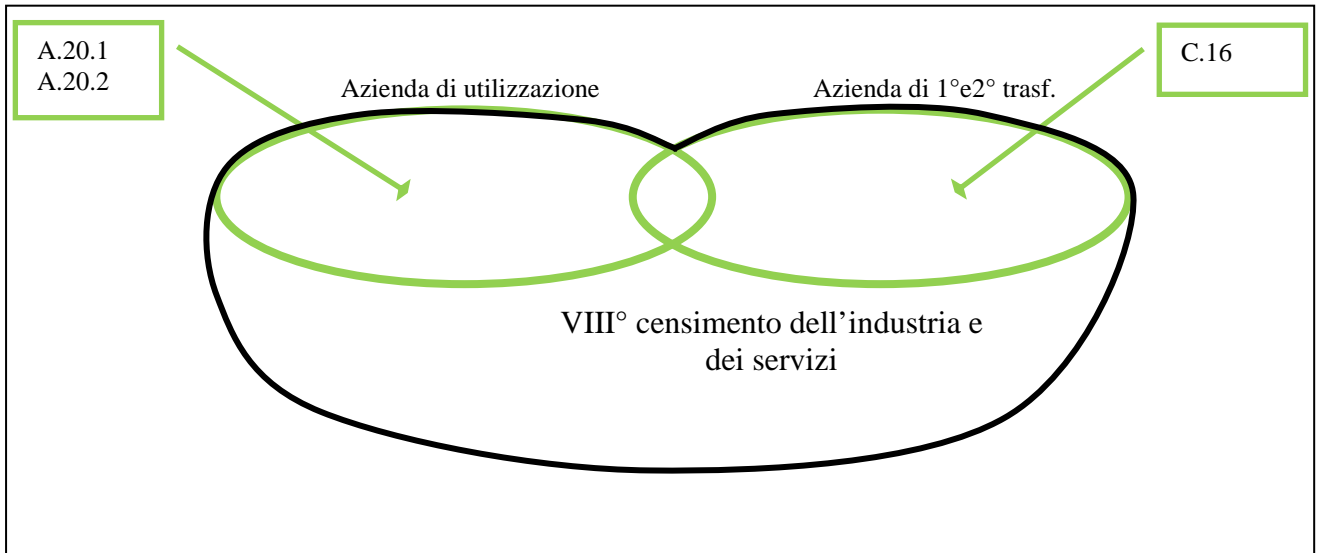 A.20.1
A.20.2
C.16
Azienda di utilizzazione
Azienda di 1°e2° trasf.
VIII° censimento dell’industria e
dei servizi